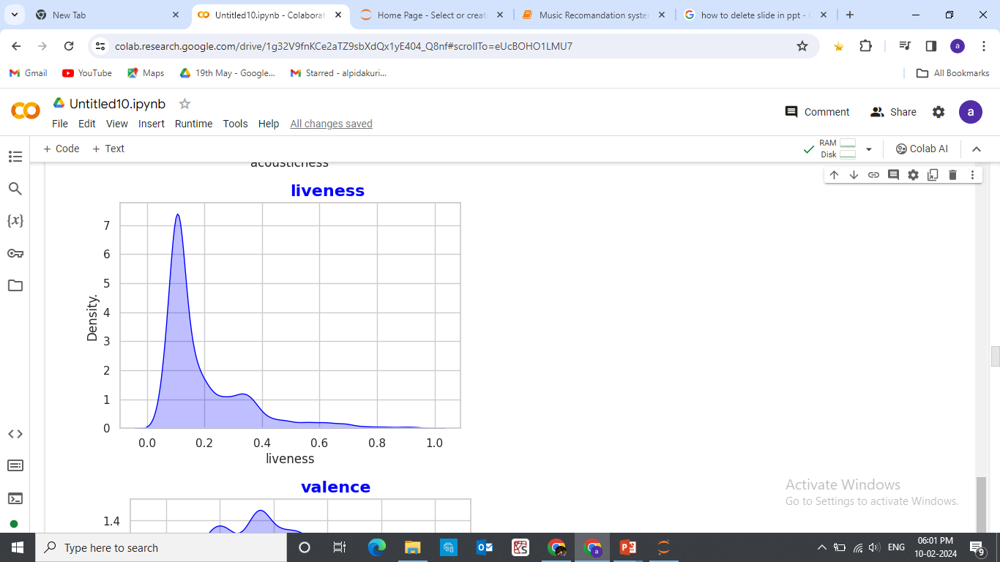 New Tab
Untitled10.ipynb - Colaborat
Home Page - Select or creat
Music Recomandation syste
how to delete slide in ppt -
colab.research.google.com/drive/1g32V9fnKCe2aTZ9sbXdQx1yE404_Q8nf#scrollTo=eUcBOHO1LMU7
a
Gmail
YouTube
Maps
19th May - Google...
Starred - alpidakuri...
All Bookmarks
Untitled10.ipynb
File Edit View Insert Runtime Tools Help All changes saved
Comment
Share
a
+ Code + Text
RAM
Disk
Colab AI
{x}
acousticness
liveness
7
6
5
4
3
2
1
0
Density.
0.0 0.2 0.4 0.6 0.8 1.0
liveness
valence
1.4
Activate Windows
Go to Settings to activate Windows.
Type here to search
ENG
06:01 PM
10-02-2024
9